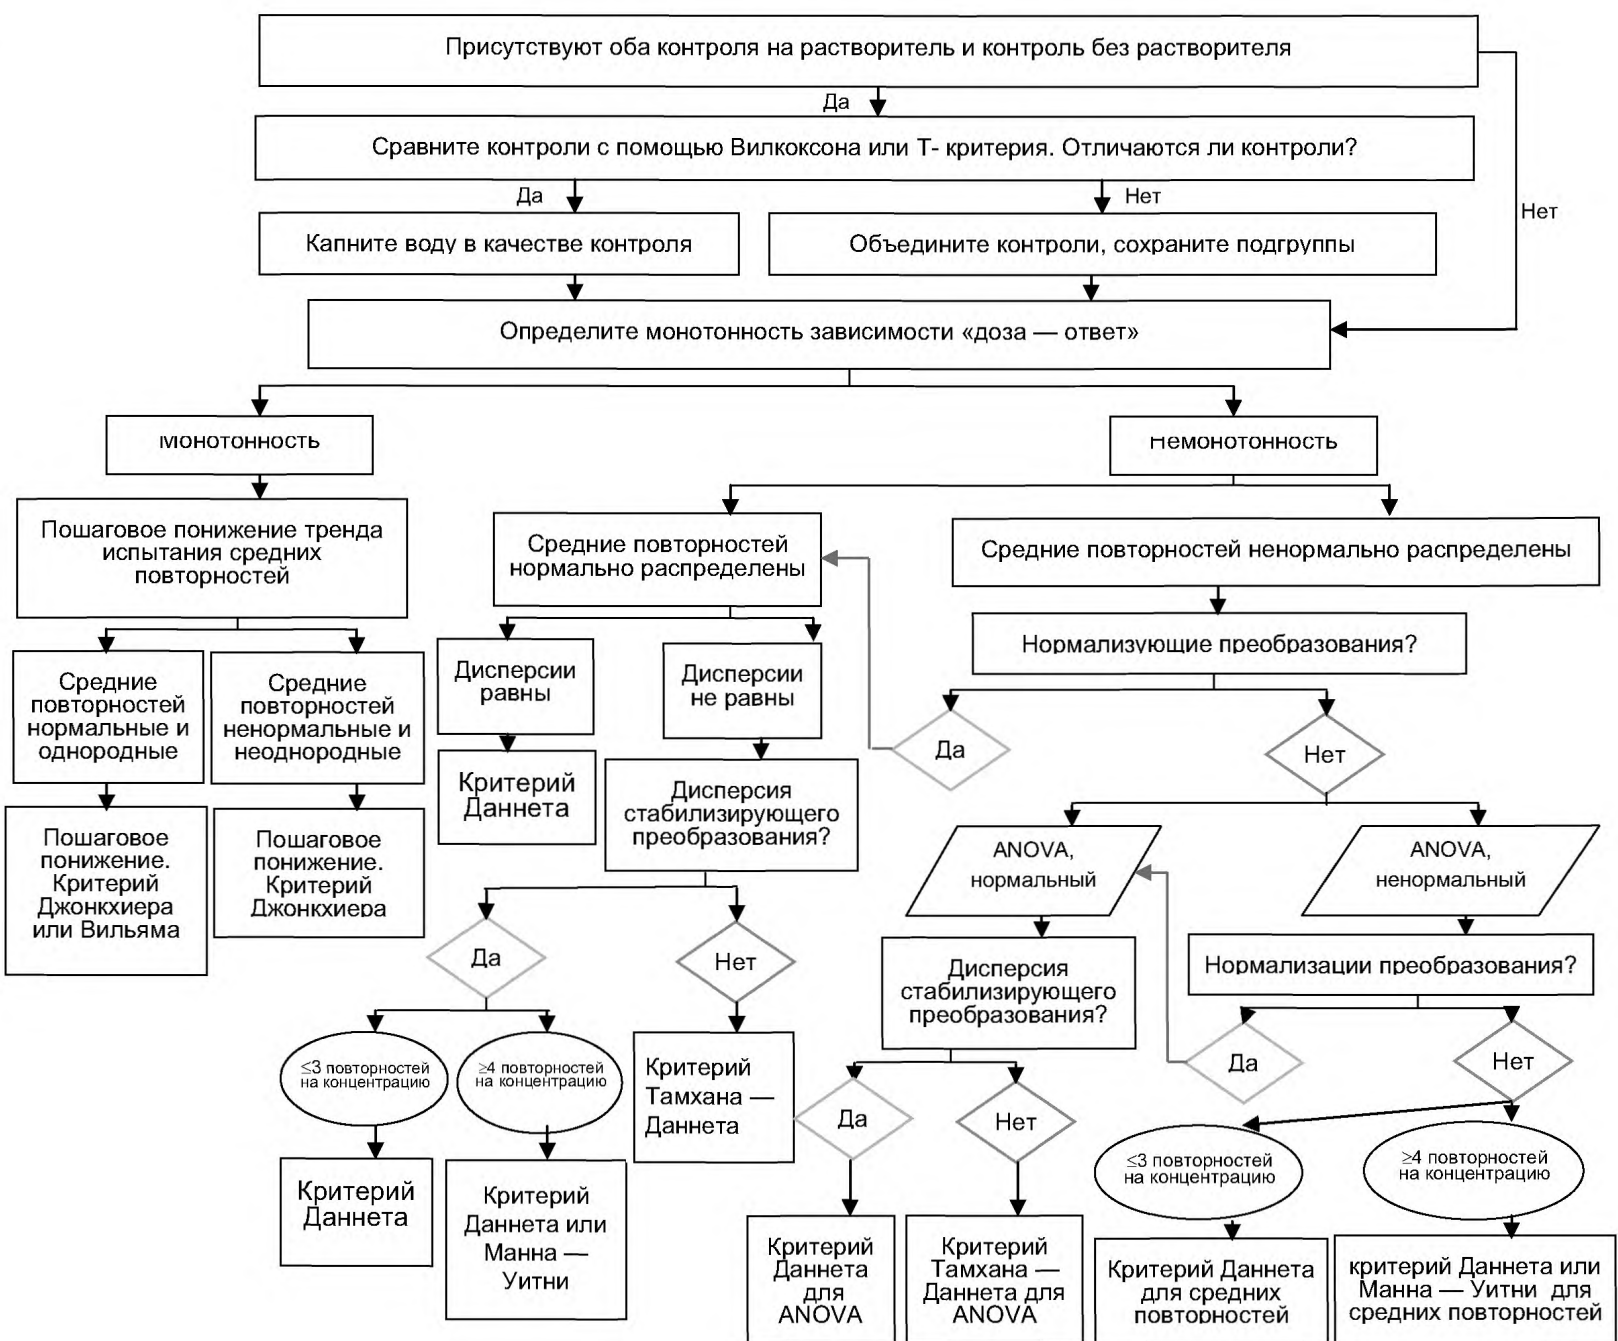 Присутствуют оба контроля на растворитель и контроль без растворителя
Да
Сравните контроли с помощью Вилкоксона или Т- критерия. Отличаются ли контроли?
Да
Нет
Нет
Капните воду в качестве контроля
Объедините контроли, сохраните подгруппы
Определите монотонность зависимости «доза — ответ»
Монотонность
Немонотонность
Пошаговое понижение тренда
испытания средних
повторностей
Средние повторностей
нормально распределены
Средние повторностей ненормально распределены
Нормализующие преобразования?
Средние
повторностей
нормальные и
однородные
Средние
повторностей
ненормальные и
неоднородные
Дисперсии
равны
Дисперсии
не равны
Да
Нет
Критерий
Даннета
Дисперсия
стабилизирующего
преобразования?
Пошаговое
понижение.
Критерий
Джонкхиера
или Вильяма
Пошаговое
понижение.
Критерий
Джонкхиера
ANOVA,
нормальный
ANOVA,
ненормальный
Да
Нет
Дисперсия
стабилизирующего
преобразования?
Нормализации преобразования?
≤3 повторностей
на концентрацию
≥4 повторностей
на концентрацию
Критерий
Тамхана —
Даннета
Да
Нет
Да
Нет
Критерий
Даннета
Критерий
Даннета или
Манна —
Уитни
≤3 повторностей
на концентрацию
≥4 повторностей
на концентрацию
Критерий
Даннета
для
ANOVA
Критерий
Тамхана —
Даннета для
ANOVA
Критерий Даннета
для средних
повторностей
критерий Даннета или
Манна — Уитни для
средних повторностей